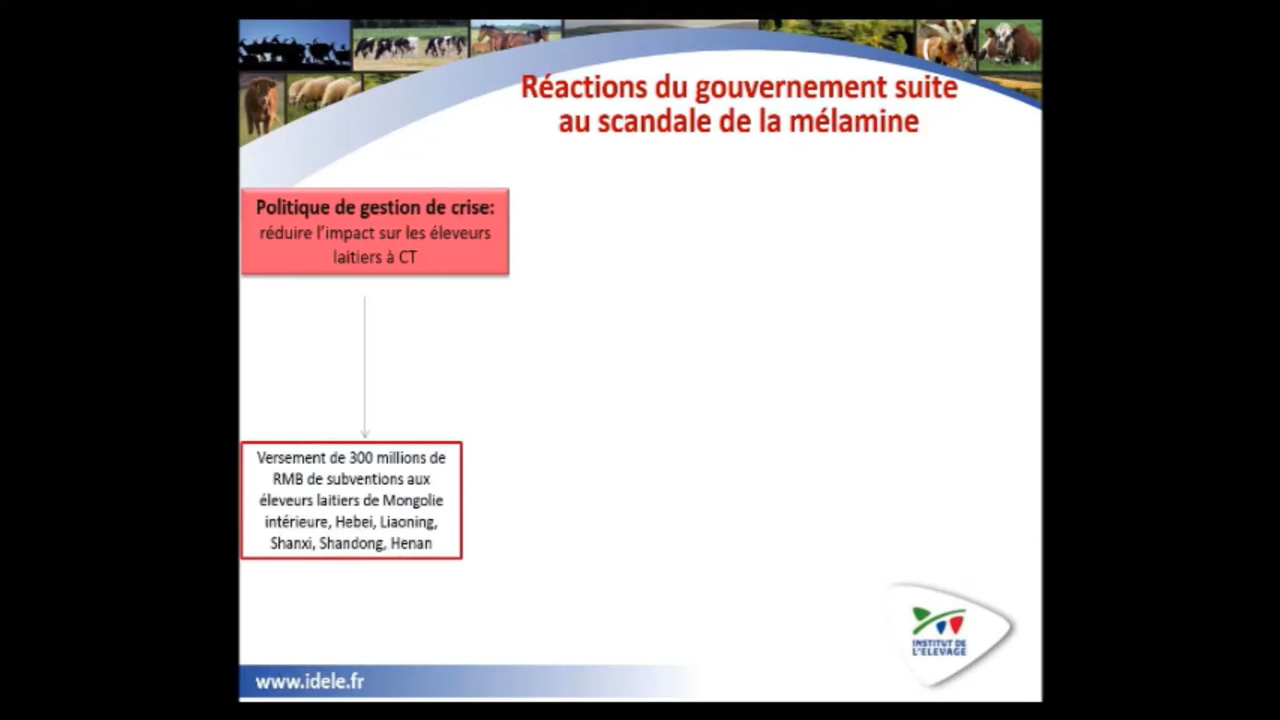 Réactions du gouvernement suite
au scandale de la mélamine
Politique de gestion de crise:
réduire l'impact sur les éleveurs
laitiers à CT
Versement de 300 millions de
RMB de subventions aux
éleveurs laitiers de Mongolie
intérieure, Hebei, Liaoning,
Shanxi, Shandong, Henan
INSTITUT DE
L'ELEVAGE
www.idele.fr